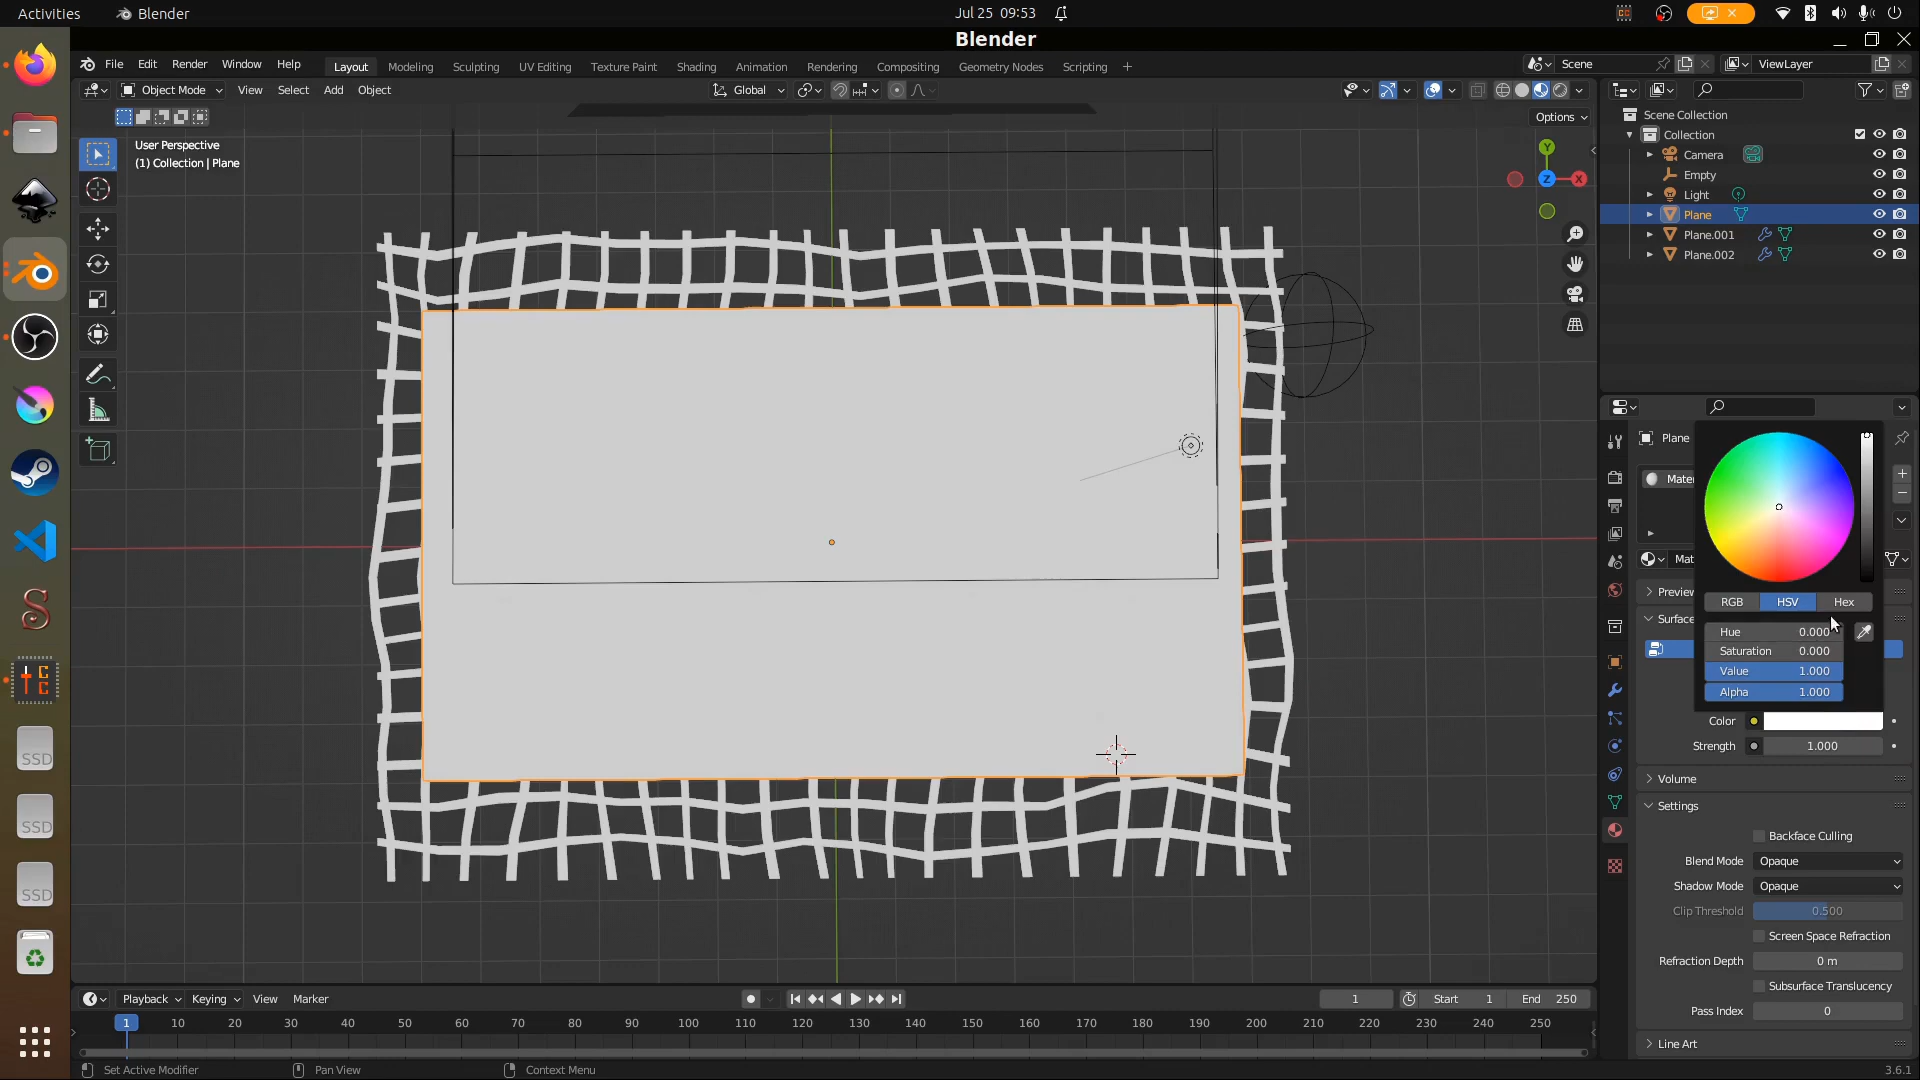 Activities Blender Jul 25 09:53
Blender
File Edit Render Window Help Layout Modeling Sculpting UV Editing Texture Paint Shading Animation Rendering Compositing Geometry Nodes Scripting + Scene ViewLayer
Object Mode View Select Add Object Global
Options
User Perspective
(1) Collection | Plane
Y
Z X
Scene Collection
Collection
Camera
Empty
Light
Plane
Plane.001
Plane.002
Plane
Mate
Mat
Preview
Surface
RGB HSV Hex
Hue 0.000
Saturation 0.000
Value 1.000
Alpha 1.000
Color
Strength 1.000
Volume
Settings
Backface Culling
Blend Mode Opaque
Shadow Mode Opaque
Clip Threshold 0.500
Screen Space Refraction
Refraction Depth 0 m
Subsurface Translucency
Pass Index 0
Line Art
SSD
SSD
SSD
Playback Keying View Marker 1 Start 1 End 250
1 10 20 30 40 50 60 70 80 90 100 110 120 130 140 150 160 170 180 190 200 210 220 230 240 250
Set Active Modifier Pan View Context Menu 3.6.1